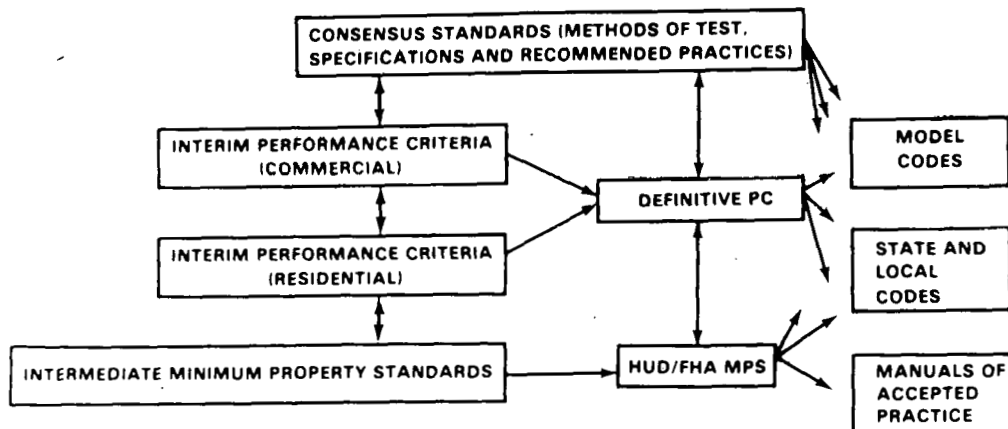 CONSENSUS STANDARDS (METHODS OF TEST,
SPECIFICATIONS AND RECOMMENDED PRACTICES)
INTERIM PERFORMANCE CRITERIA
(COMMERCIAL)
MODEL
CODES
DEFINITIVE PC
INTERIM PERFORMANCE CRITERIA
(RESIDENTIAL)
STATE AND
LOCAL
CODES
INTERMEDIATE MINIMUM PROPERTY STANDARDS
HUD/FHA MPS
MANUALS OF
ACCEPTED
PRACTICE